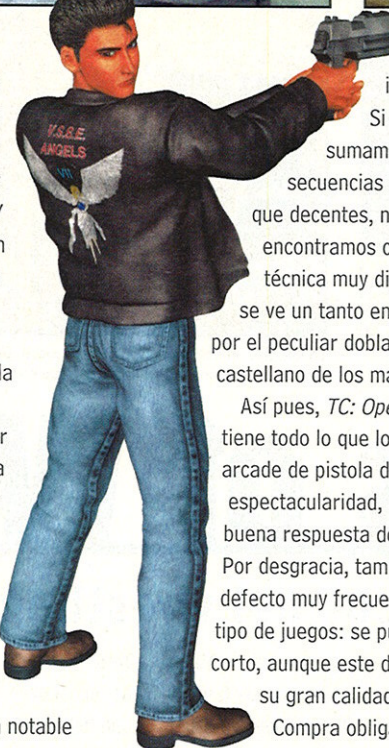 V.S.S.E.
ANGELS
VII
Si
sumam
secuencias
que decentes, n
encontramos c
técnica muy di
se ve un tanto en
por el peculiar dobla
castellano de los ma
Así pues, TC: Ope
tiene todo lo que lo
arcade de pistola d
espectacularidad,
buena respuesta de
Por desgracia, tam
defecto muy frecue
tipo de juegos: se p
corto, aunque este d
su gran calidad
Compra oblig
y
n
la
r
a
notable